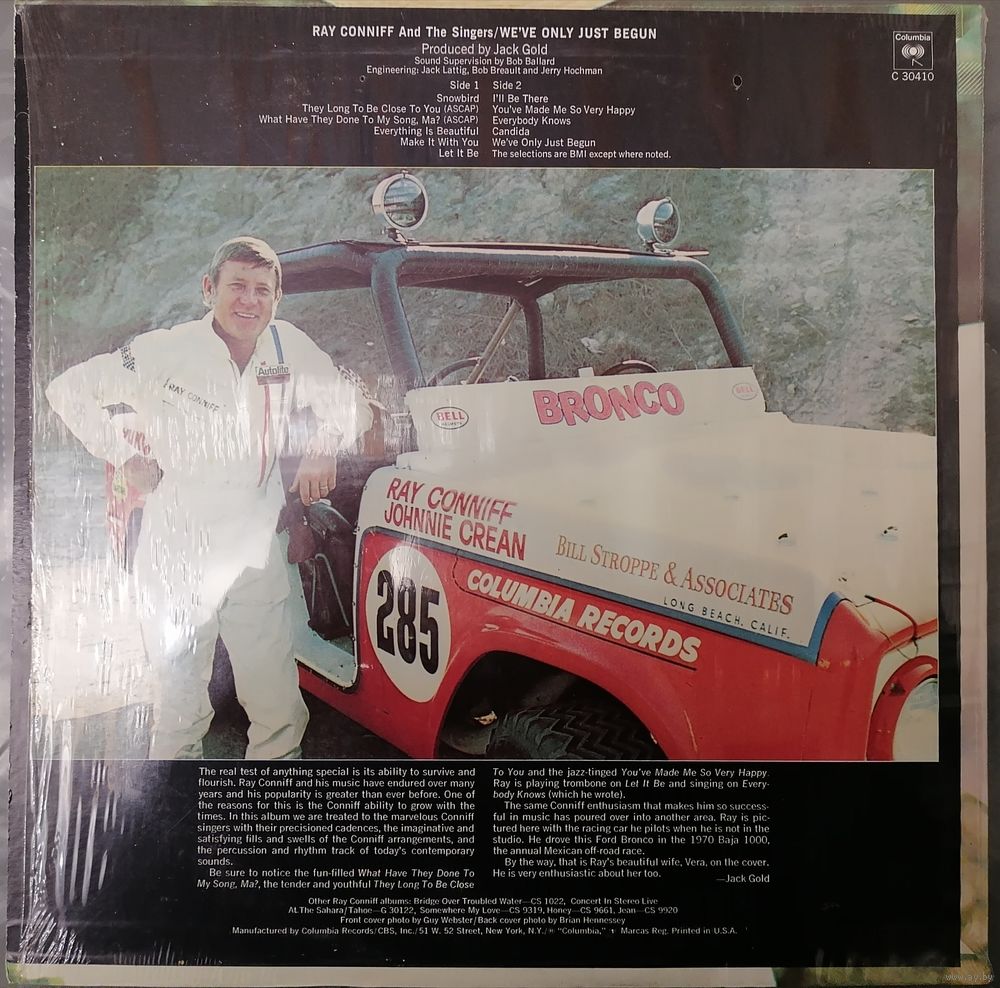 RAY CONNIFF And The Singers/WE'VE ONLY JUST BEGUN
Produced by Jack Gold
Sound Supervision by Bob Ballard
Engineering: Jack Lattig, Bob Breault and Jerry Hochman
Columbia
C 30410
Side 1
Snowbird
They Long To Be Close To You (ASCAP)
What Have They Done To My Song, Ma? (ASCAP)
Everything Is Beautiful
Make It With You
Let It Be
Side 2
I'll Be There
You've Made Me So Very Happy
Everybody Knows
Candida
We've Only Just Begun
The selections are BMI except where noted.
Autolite
RAY CONNIFF
BELL
BRONCO
BELL
RAY CONNIFF
JOHNNIE CREAN
BILL STROPPE & ASSOCIATES
LONG BEACH, CALIF.
COLUMBIA RECORDS
285
The real test of anything special is its ability to survive and
flourish. Ray Conniff and his music have endured over many
years and his popularity is greater than ever before. One of
the reasons for this is the Conniff ability to grow with the
times. In this album we are treated to the marvelous Conniff
singers with their precisioned cadences, the imaginative and
satisfying fills and swells of the Conniff arrangements, and
the percussion and rhythm track of today's contemporary
sounds.
Be sure to notice the fun-filled What Have They Done To
My Song, Ma?, the tender and youthful They Long To Be Close
To You and the jazz-tinged You've Made Me So Very Happy.
Ray is playing trombone on Let It Be and singing on Every-
body Knows (which he wrote).
The same Conniff enthusiasm that makes him so success-
ful in music has poured over into another area. Ray is pic-
tured here with the racing car he pilots when he is not in the
studio. He drove this Ford Bronco in the 1970 Baja 1000,
the annual Mexican off-road race.
By the way, that is Ray's beautiful wife, Vera, on the cover.
He is very enthusiastic about her too.
—Jack Gold
Other Ray Conniff albums: Bridge Over Troubled Water—CS 1022, Concert In Stereo Live
At The Sahara/Tahoe—G 30122, Somewhere My Love—CS 9319, Honey—CS 9661, Jean—CS 9920
Front cover photo by Guy Webster/Back cover photo by Brian Hennessey
Manufactured by Columbia Records/CBS, Inc./51 W. 52 Street, New York, N.Y./® "Columbia," Marcas Reg. Printed in U.S.A.
www.ay.by